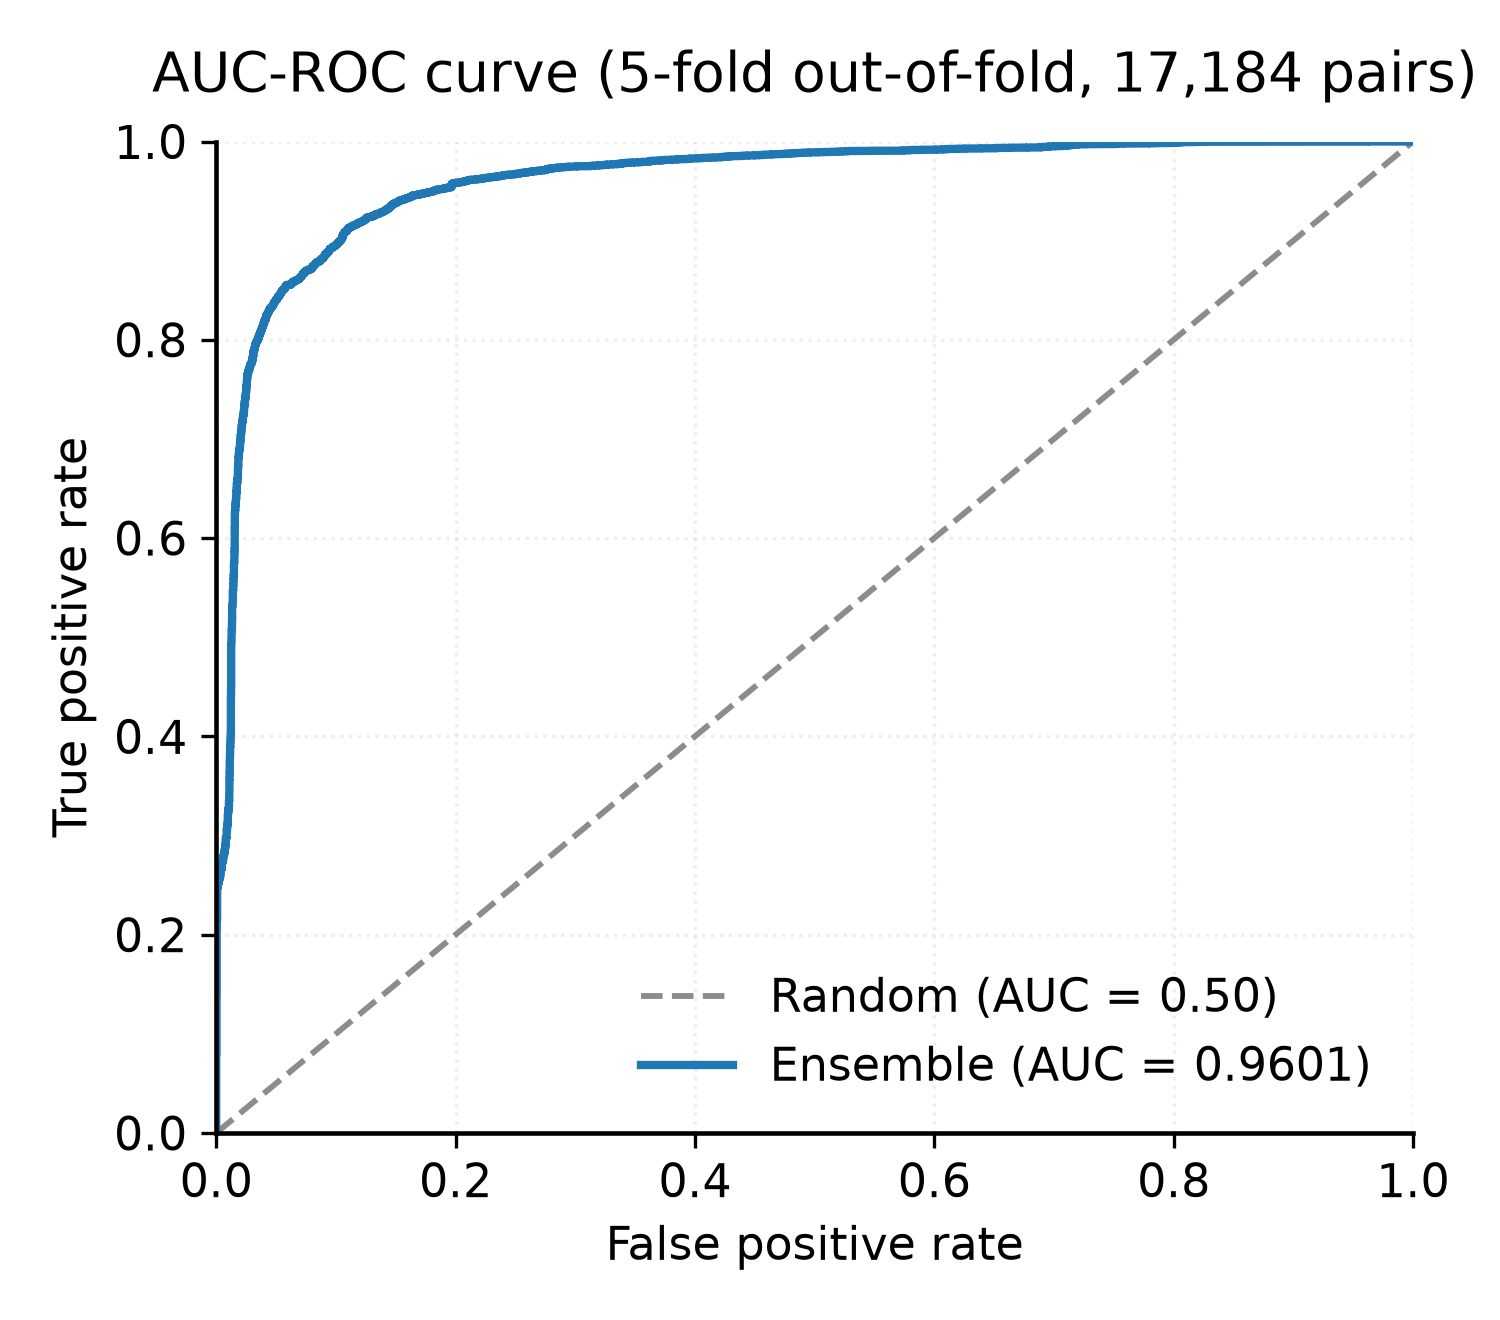 AUC-ROC curve (5-fold out-of-fold, 17,184 pairs)
True positive rate
1.0
0.8
0.6
0.4
0.2
0.0
0.0 0.2 0.4 0.6 0.8 1.0
False positive rate
Random (AUC = 0.50)
Ensemble (AUC = 0.9601)